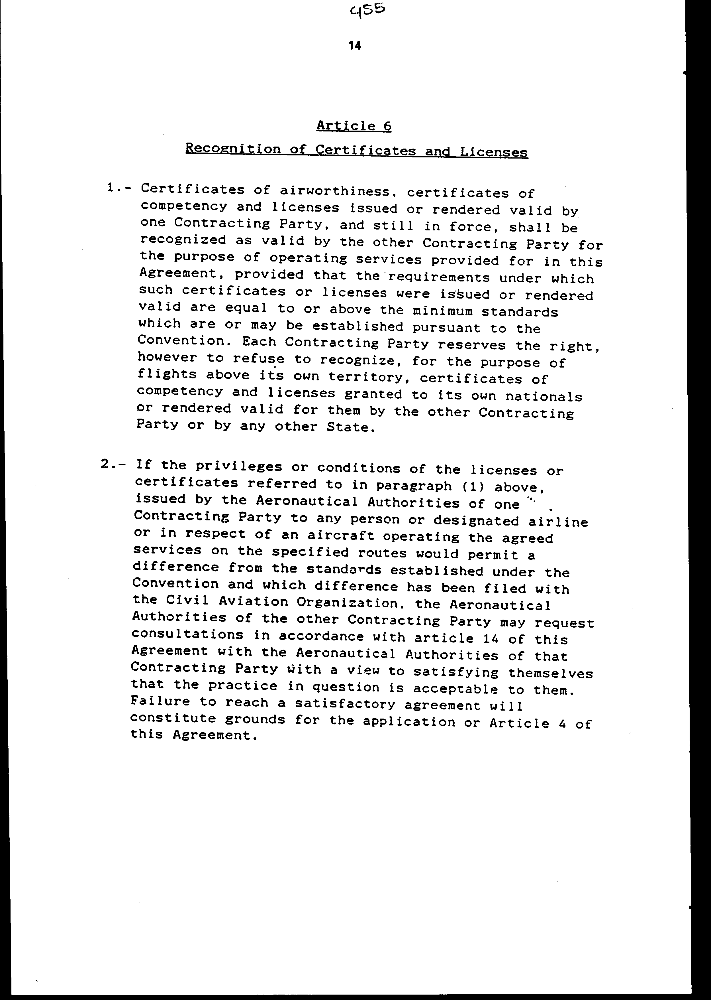 455
14
Article 6
Recognition of Certificates and Licenses
1.- Certificates of airworthiness, certificates of
competency and licenses issued or rendered valid by
one Contracting Party, and still in force, shall be
recognized as valid by the other Contracting Party for
the purpose of operating services provided for in this
Agreement, provided that the requirements under which
such certificates or licenses were issued or rendered
valid are equal to or above the minimum standards
which are or may be established pursuant to the
Convention. Each Contracting Party reserves the right,
however to refuse to recognize, for the purpose of
flights above its own territory, certificates of
competency and licenses granted to its own nationals
or rendered valid for them by the other Contracting
Party or by any other State.
2.- If the privileges or conditions of the licenses or
certificates referred to in paragraph (1) above,
issued by the Aeronautical Authorities of one
Contracting Party to any person or designated airline
or in respect of an aircraft operating the agreed
services on the specified routes would permit a
difference from the standards established under the
Convention and which difference has been filed with
the Civil Aviation Organization, the Aeronautical
Authorities of the other Contracting Party may request
consultations in accordance with article 14 of this
Agreement with the Aeronautical Authorities of that
Contracting Party with a view to satisfying themselves
that the practice in question is acceptable to them.
Failure to reach a satisfactory agreement will
constitute grounds for the application or Article 4 of
this Agreement.